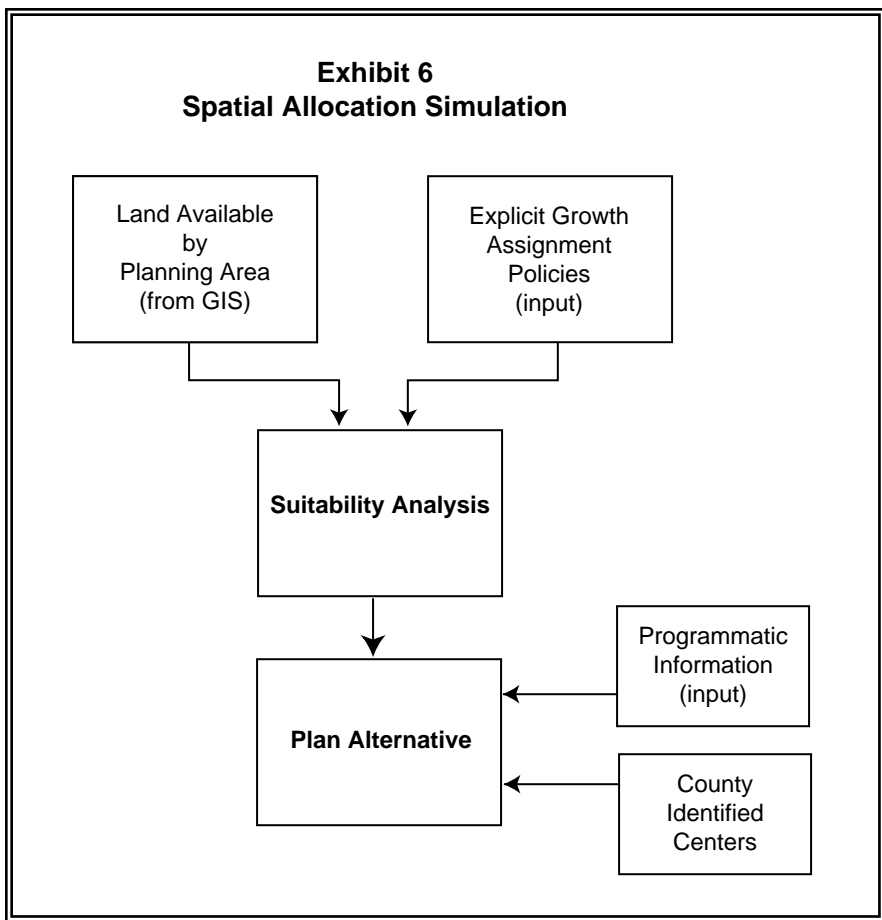 Exhibit 6
Spatial Allocation Simulation
Land Available
by
Planning Area
(from GIS)
Explicit Growth
Assignment
Policies
(input)
Suitability Analysis
Programmatic
Information
(input)
Plan Alternative
County
Identified
Centers